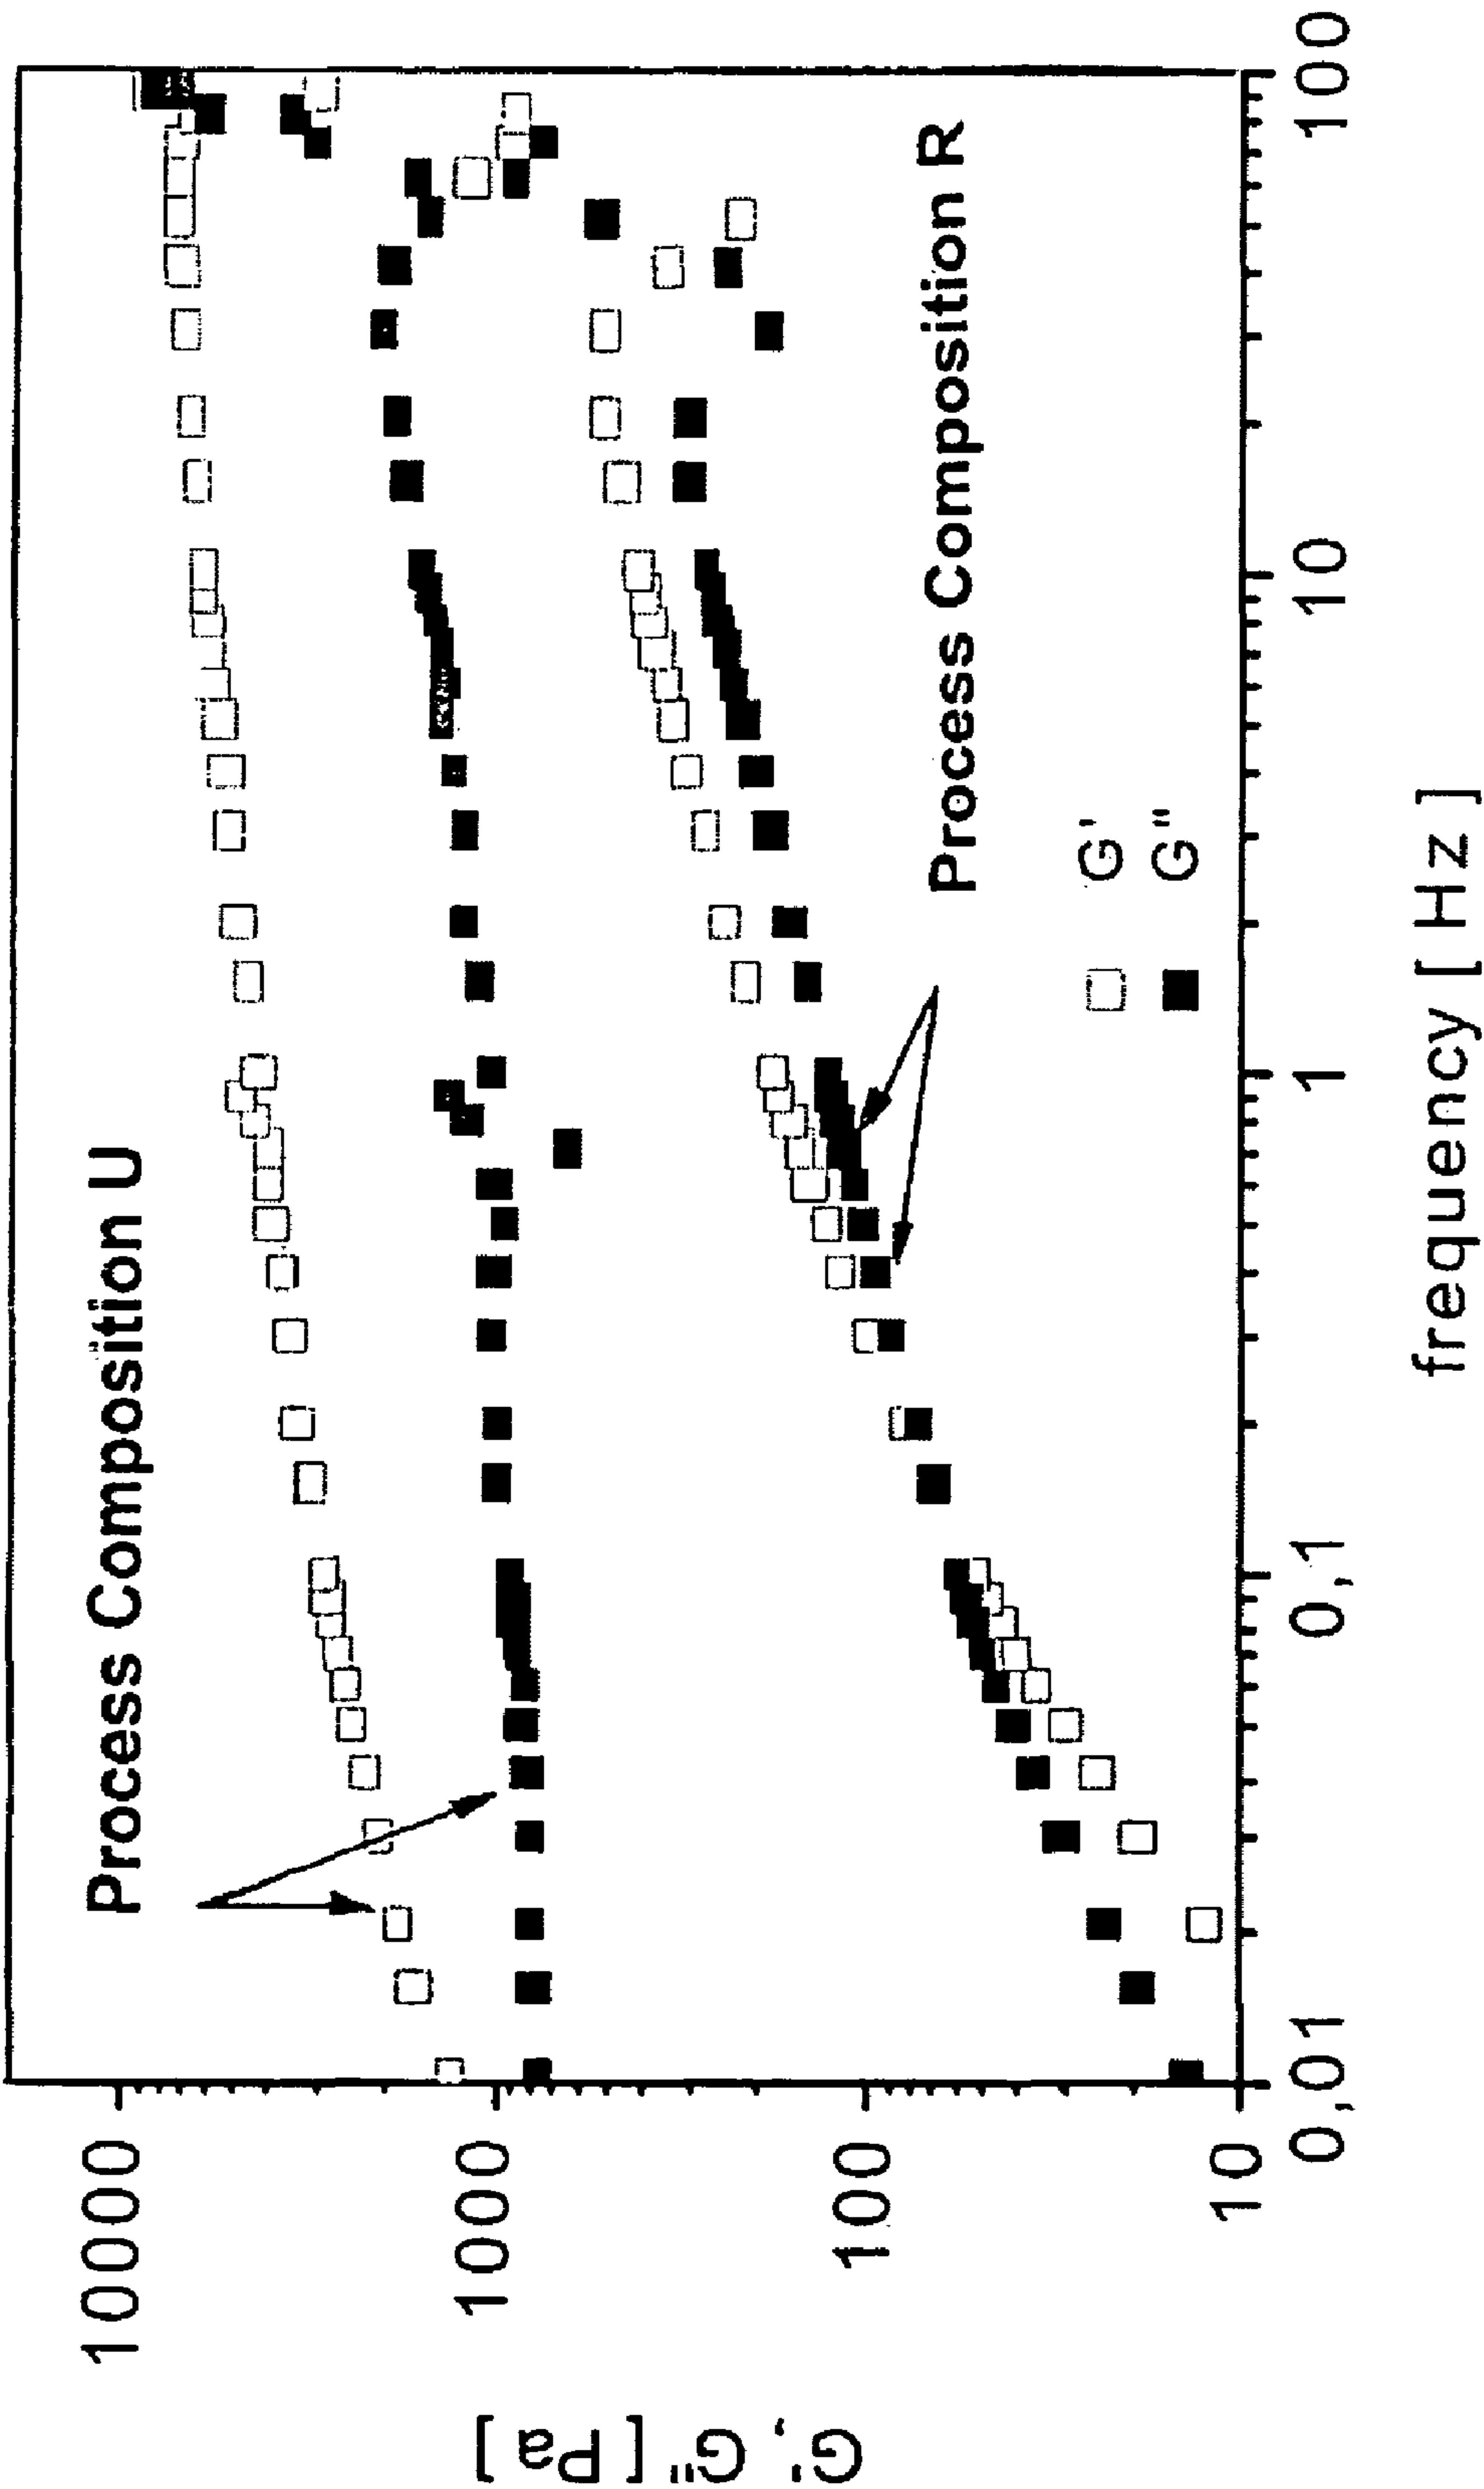 Process Composition U
Process Composition R
G'
G"
10000
1000
100
10
G', G" [ Pa ]
0,01
0,1
1
10
100
frequency [ Hz ]